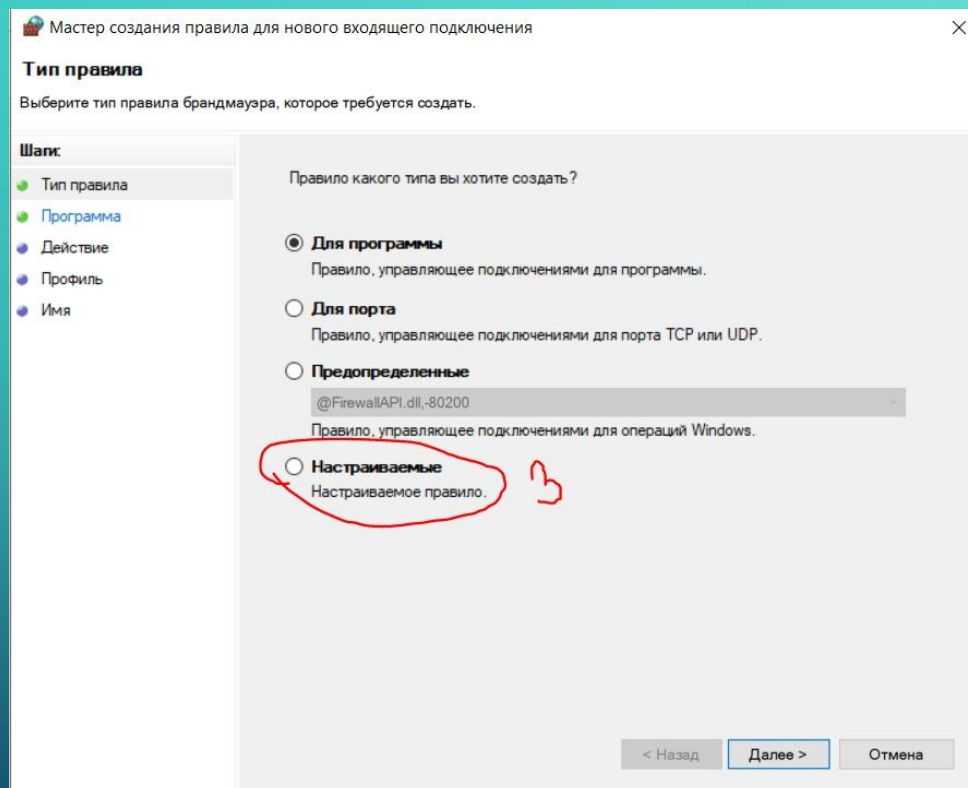 Мастер создания правила для нового входящего подключения
Тип правила
Выберите тип правила брандмауэра, которое требуется создать.
Шаги:
Тип правила
Программа
Действие
Профиль
Имя
Правило какого типа вы хотите создать?
Для программы
Правило, управляющее подключениями для программы.
Для порта
Правило, управляющее подключениями для порта TCP или UDP.
Предопределенные
@FirewallAPI.dll,-80200
Правило, управляющее подключениями для операций Windows.
Настраиваемые
Настраиваемое правило.
3
< Назад
Далее >
Отмена